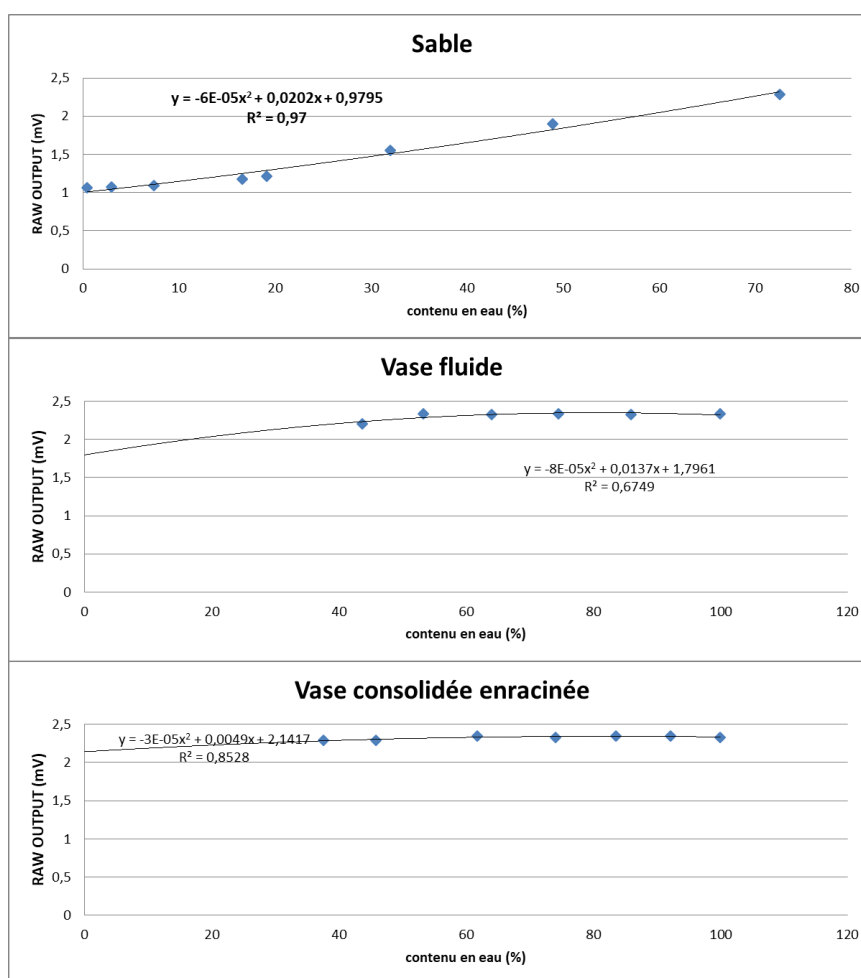 Sable
y = -6E-05x² + 0,0202x + 0,9795
R² = 0,97
RAW OUTPUT (mV)
2,5
2
1,5
1
0,5
0
0 10 20 30 40 50 60 70 80
contenu en eau (%)
Vase fluide
y = -8E-05x² + 0,0137x + 1,7961
R² = 0,6749
RAW OUTPUT (mV)
2,5
2
1,5
1
0,5
0
0 20 40 60 80 100 120
contenu en eau (%)
Vase consolidée enracinée
y = -3E-05x² + 0,0049x + 2,1417
R² = 0,8528
RAW OUTPUT (mV)
2,5
2
1,5
1
0,5
0
0 20 40 60 80 100 120
contenu en eau (%)